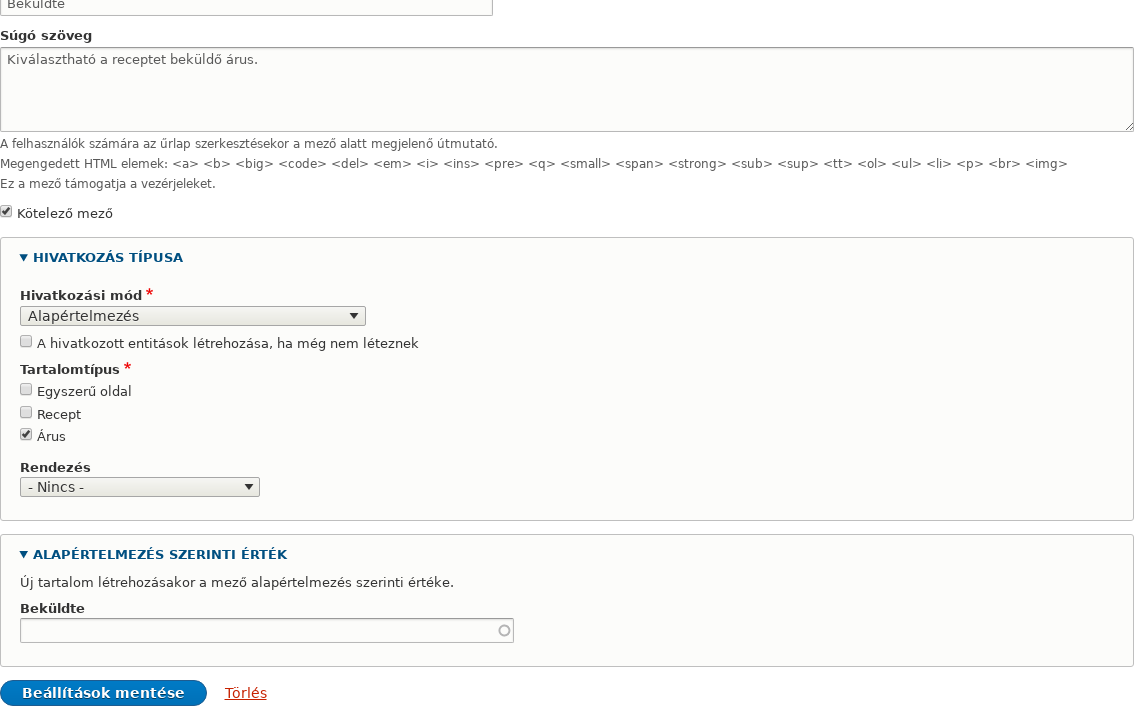 Beküldte
Súgó szöveg
Kiválasztható a receptet beküldő árus.
A felhasználók számára az űrlap szerkesztésekor a mező alatt megjelenő útmutató.
Megengedett HTML elemek: <a> <b> <big> <code> <del> <em> <i> <ins> <pre> <q> <small> <span> <strong> <sub> <sup> <tt> <ol> <ul> <li> <p> <br> <img>
Ez a mező támogatja a vezérjeleket.
Kötelező mező
HIVATKOZÁS TÍPUSA
Hivatkozási mód *
Alapértelmezés
A hivatkozott entitások létrehozása, ha még nem léteznek
Tartalomtípus *
Egyszerű oldal
Recept
Árus
Rendezés
- Nincs -
ALAPÉRTELMEZÉS SZERINTI ÉRTÉK
Új tartalom létrehozásakor a mező alapértelmezés szerinti értéke.
Beküldte
Beállítások mentése Törlés